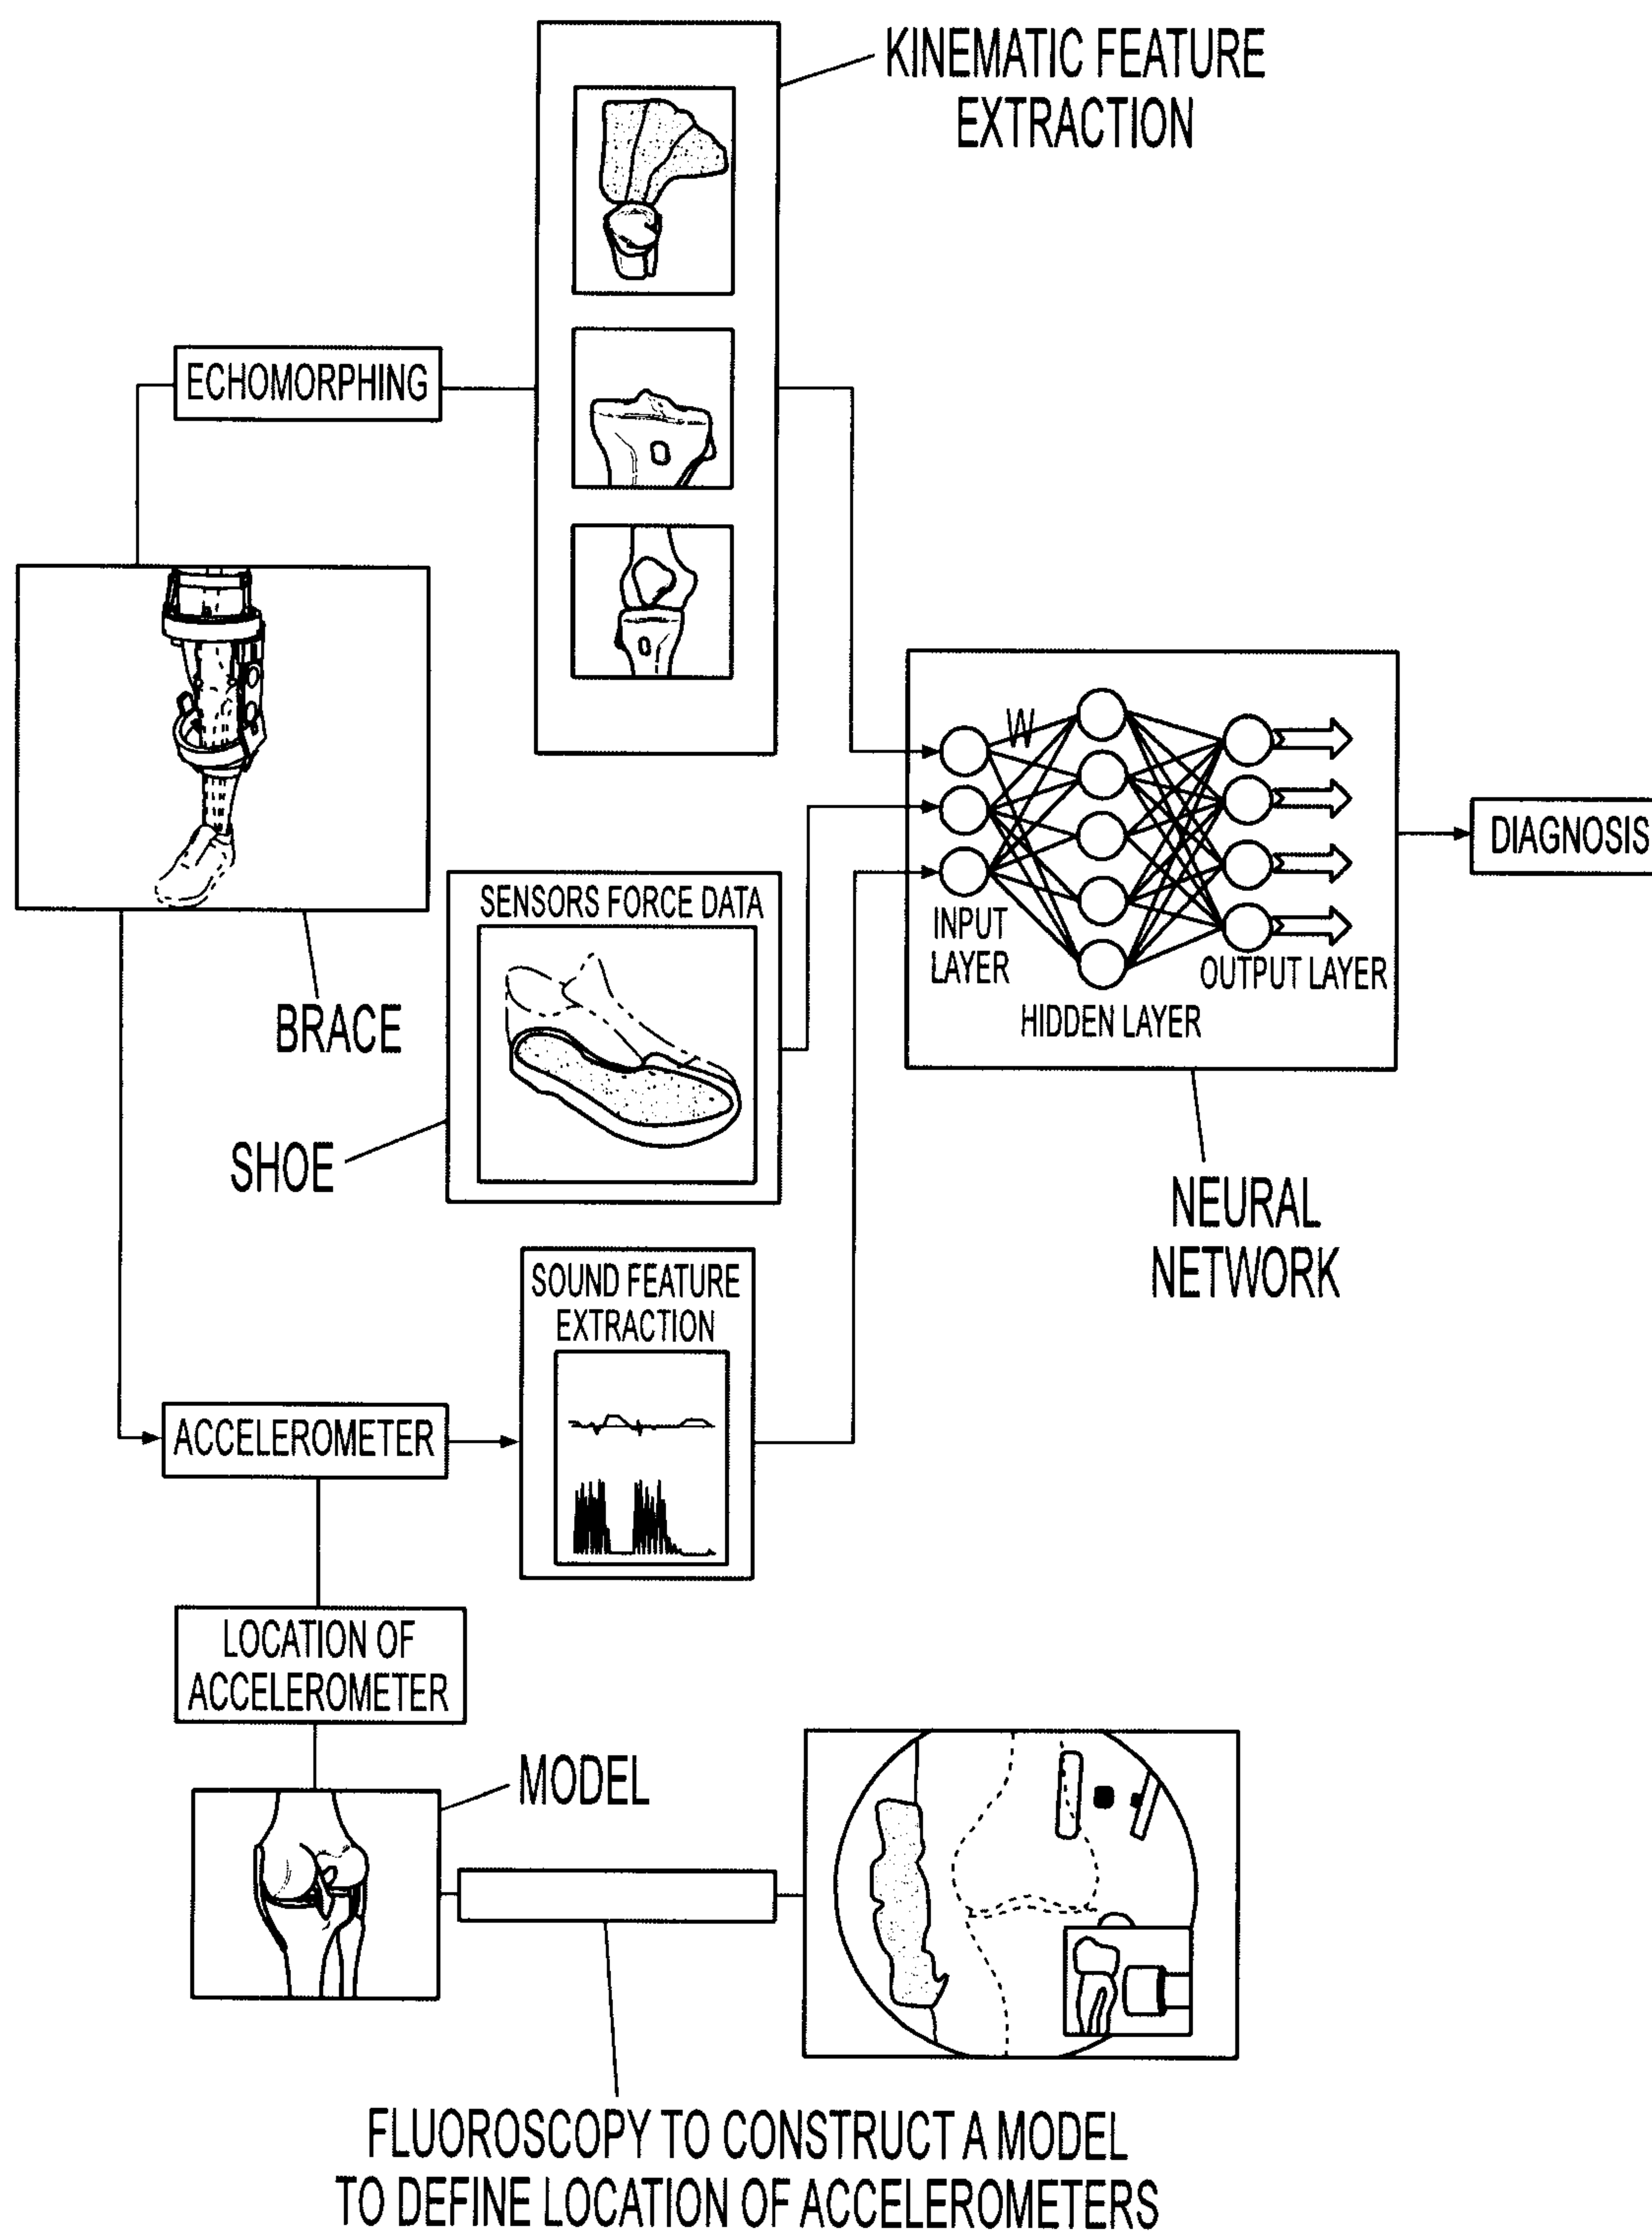 KINEMATIC FEATURE
EXTRACTION
ECHOMORPHING
BRACE
SENSORS FORCE DATA
SHOE
W
INPUT
LAYER
HIDDEN LAYER
OUTPUT LAYER
DIAGNOSIS
NEURAL
NETWORK
SOUND FEATURE
EXTRACTION
ACCELEROMETER
LOCATION OF
ACCELEROMETER
MODEL
FLUOROSCOPY TO CONSTRUCT A MODEL
TO DEFINE LOCATION OF ACCELEROMETERS